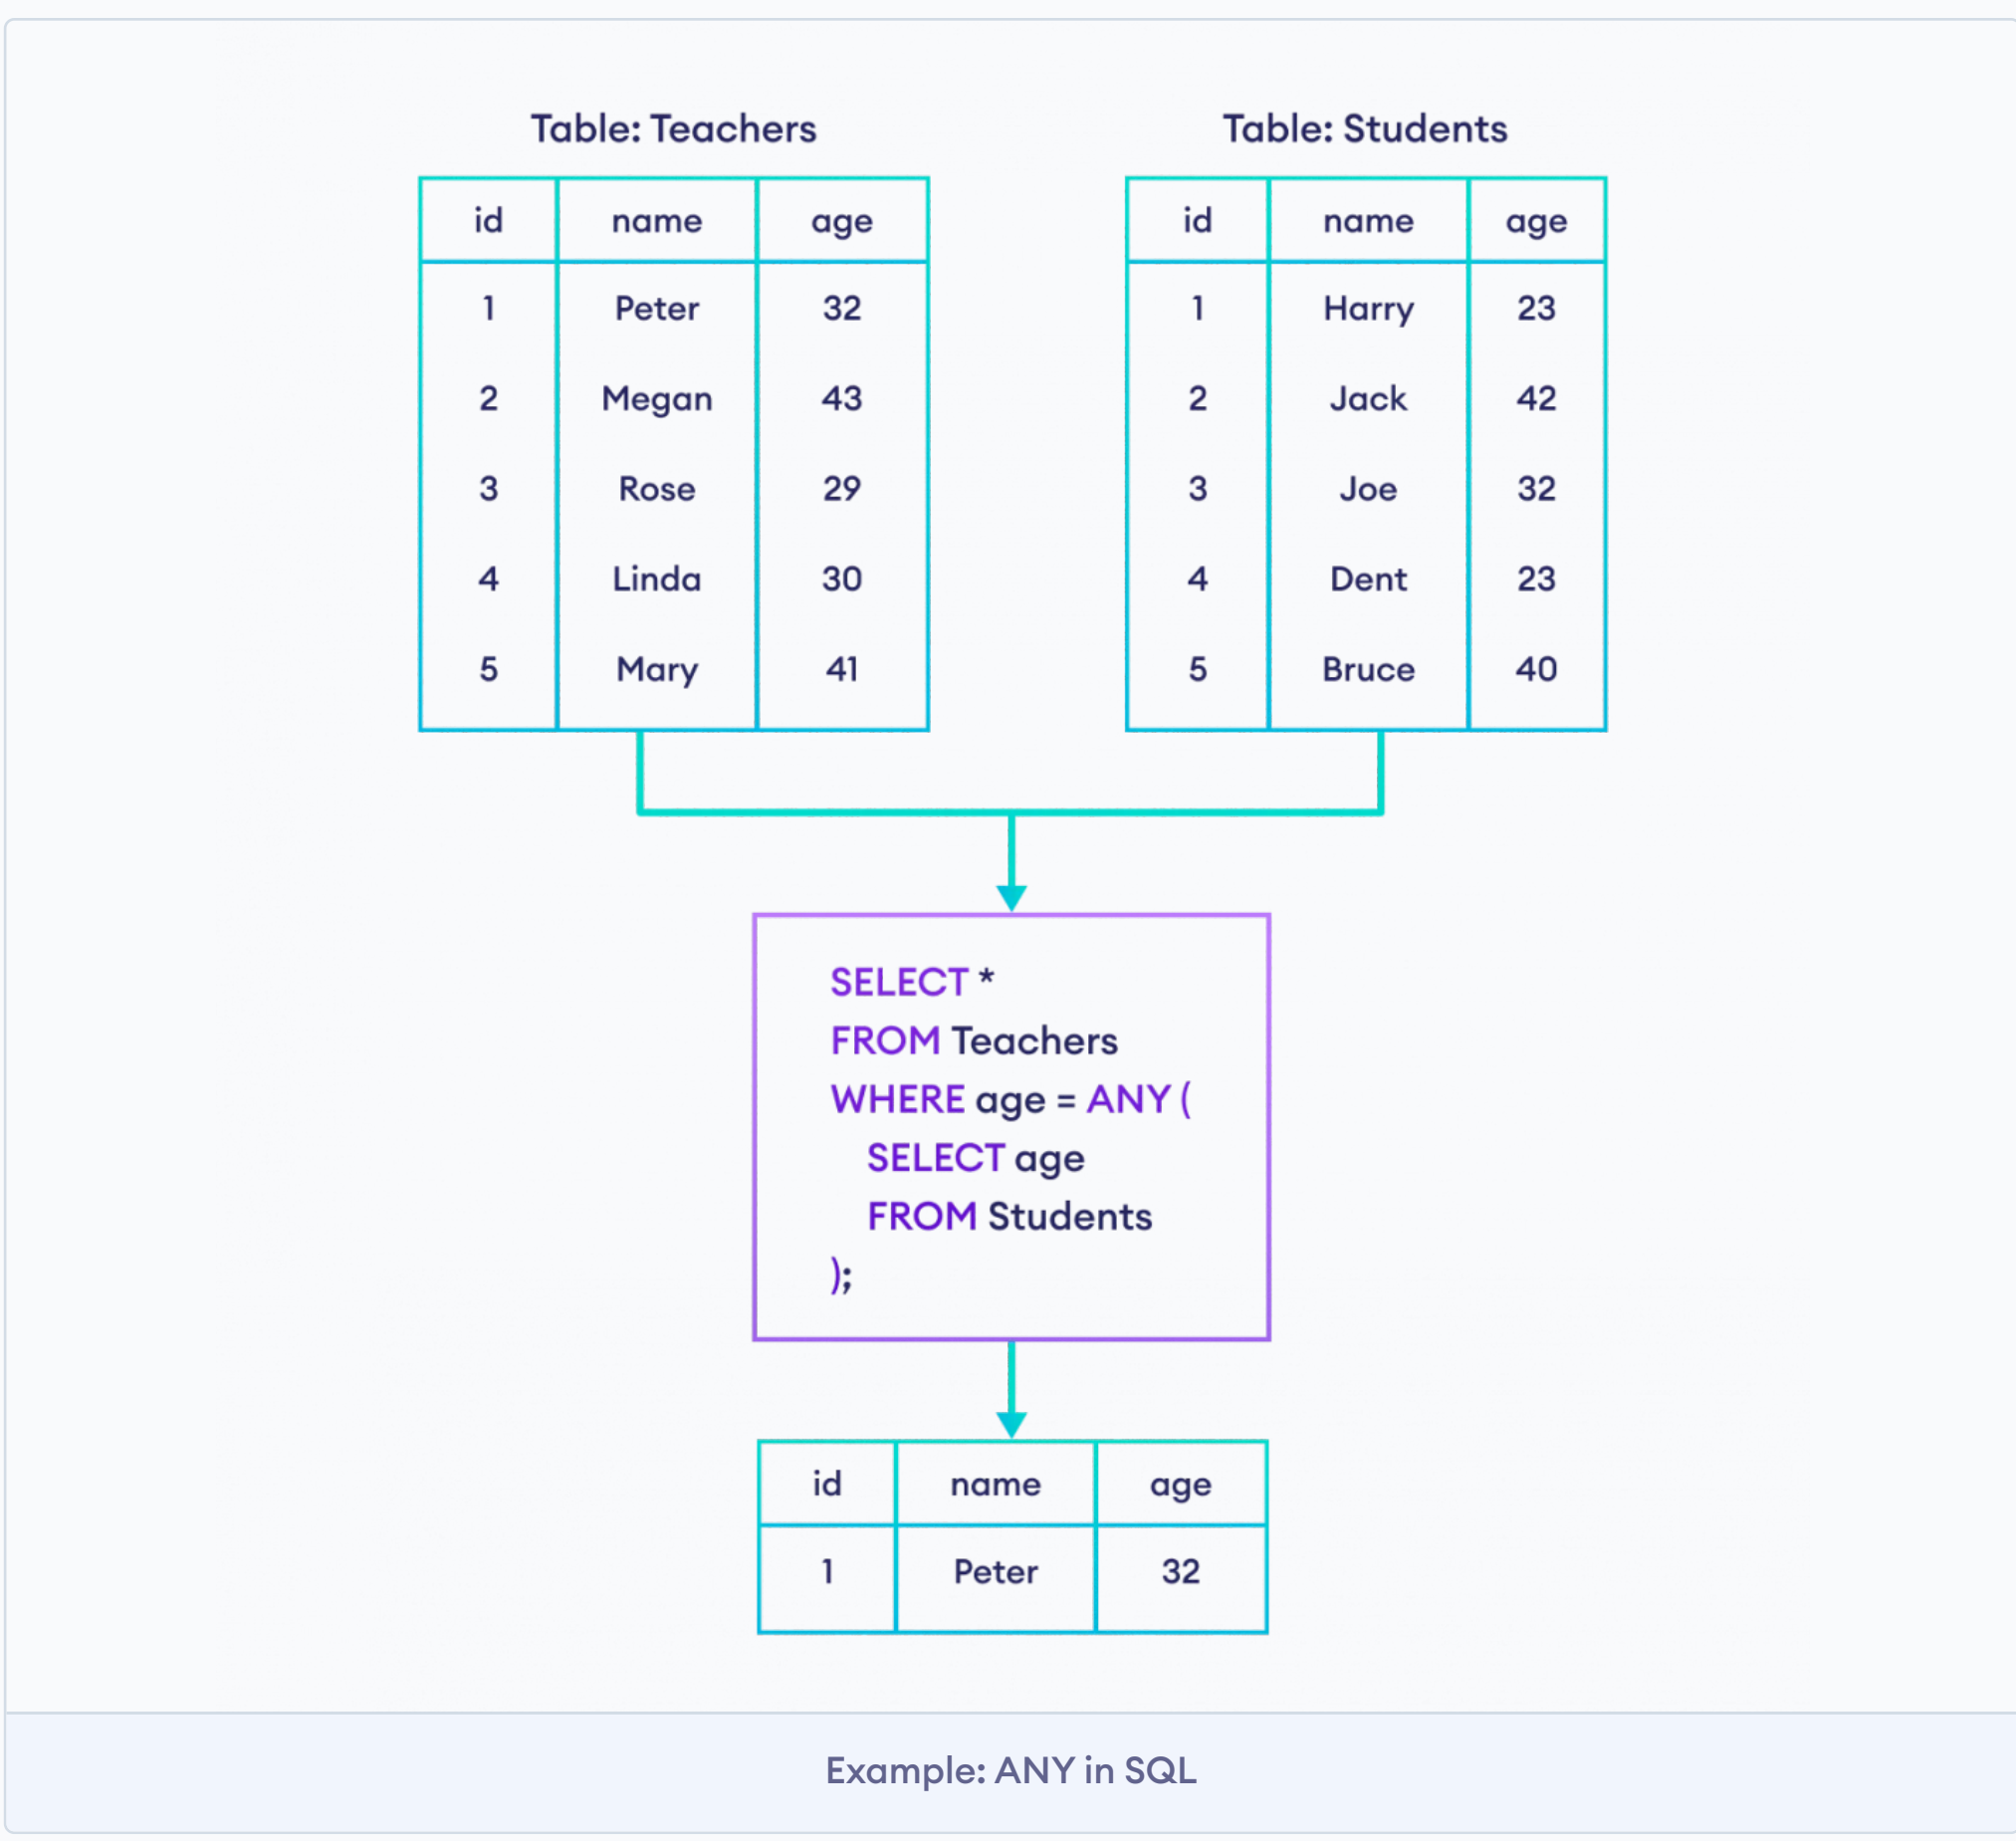 Table: Teachers
id name age
1 Peter 32
2 Megan 43
3 Rose 29
4 Linda 30
5 Mary 41
Table: Students
id name age
1 Harry 23
2 Jack 42
3 Joe 32
4 Dent 23
5 Bruce 40
SELECT *
FROM Teachers
WHERE age = ANY (
SELECT age
FROM Students
);
id name age
1 Peter 32
Example: ANY in SQL